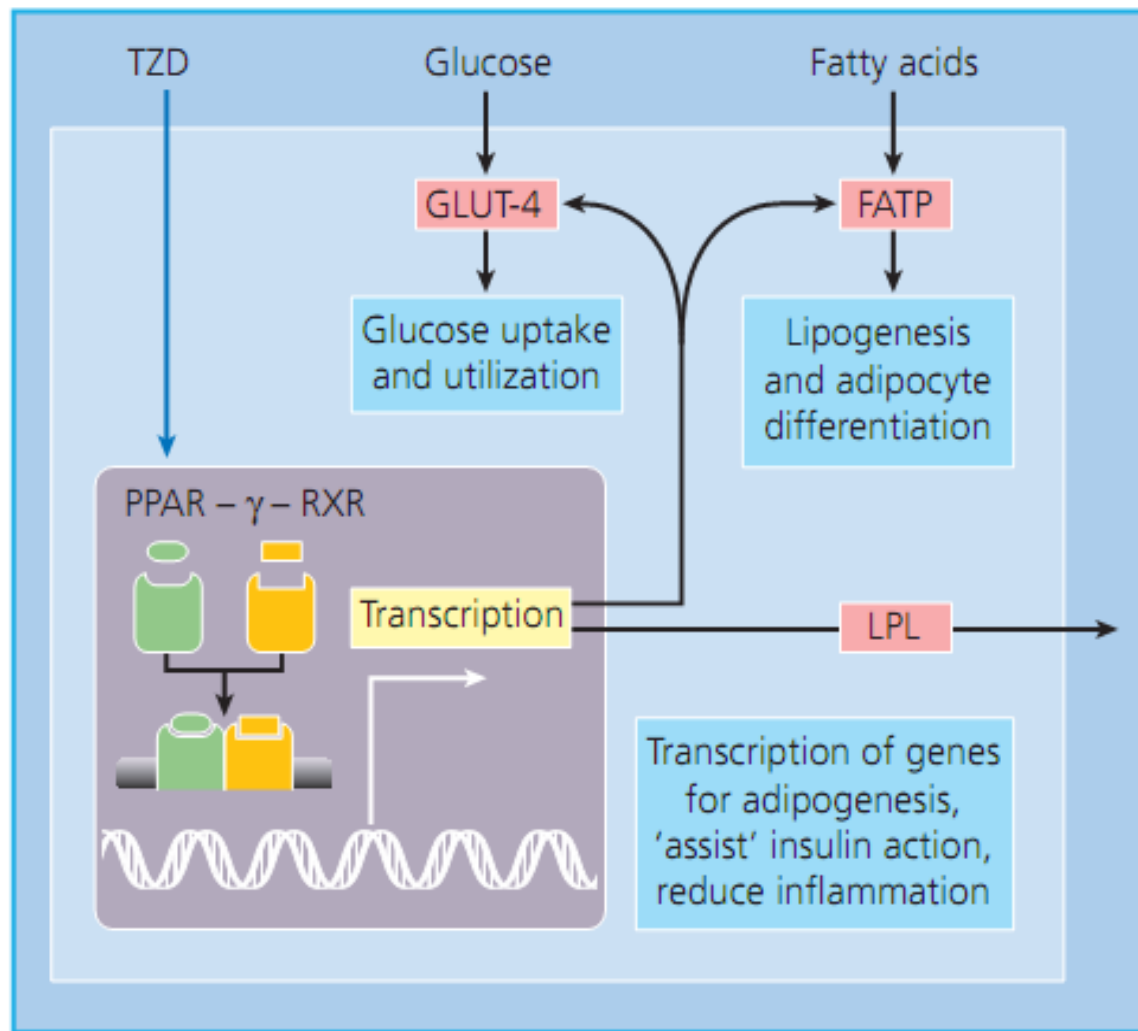 TZD
Glucose
Fatty acids
GLUT-4
FATP
Glucose uptake
and utilization
Lipogenesis
and adipocyte
differentiation
PPAR – γ – RXR
Transcription
LPL
Transcription of genes
for adipogenesis,
‘assist’ insulin action,
reduce inflammation